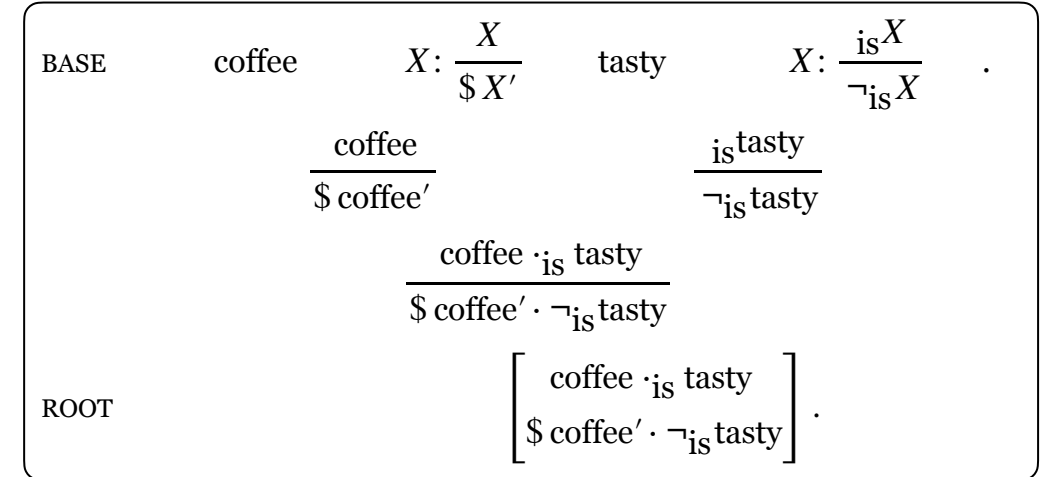 BASE coffee X: X / $ X′ tasty X: isX / ¬isX .
coffee / $ coffee′ istasty / ¬istasty
coffee ·is tasty / $ coffee′ · ¬istasty
ROOT [coffee ·is tasty
$ coffee′ · ¬istasty] .